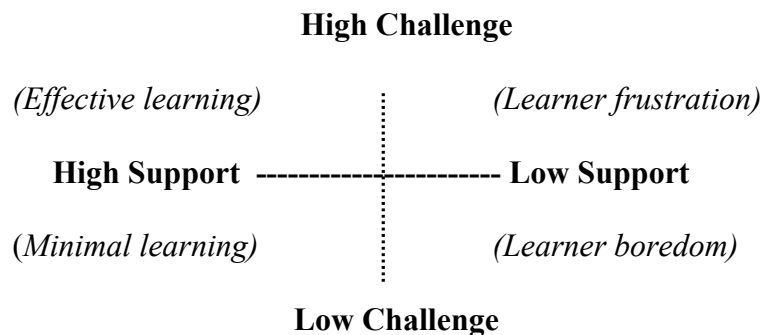 High Challenge
(Effective learning) (Learner frustration)
High Support ----------------------- Low Support
(Minimal learning) (Learner boredom)
Low Challenge